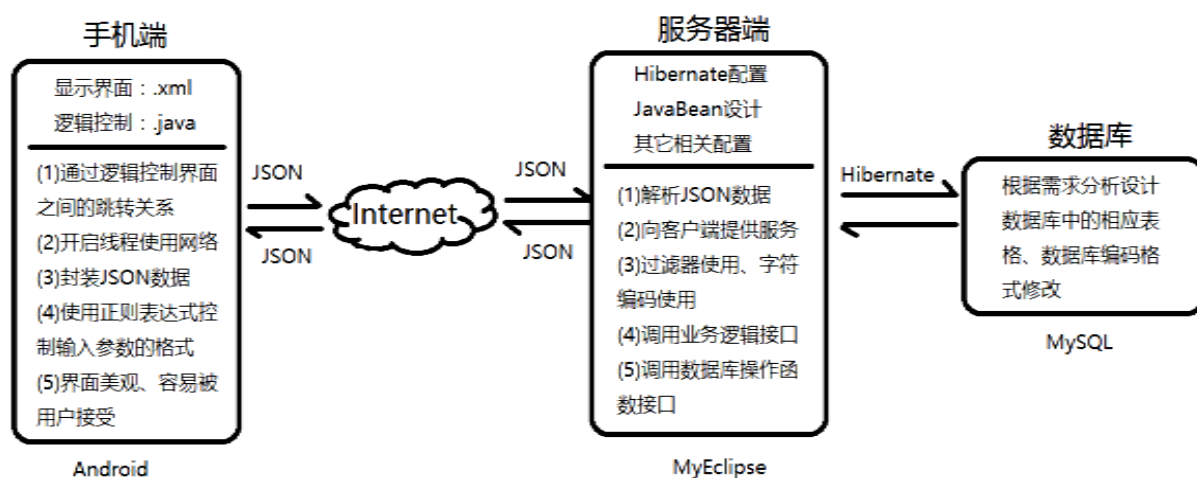 手机端
显示界面：.xml
逻辑控制：.java
(1)通过逻辑控制界面
之间的跳转关系
(2)开启线程使用网络
(3)封装JSON数据
(4)使用正则表达式控
制输入参数的格式
(5)界面美观、容易被
用户接受
Android
JSON
JSON
Internet
JSON
JSON
服务器端
Hibernate配置
JavaBean设计
其它相关配置
(1)解析JSON数据
(2)向客户端提供服务
(3)过滤器使用、字符
编码使用
(4)调用业务逻辑接口
(5)调用数据库操作函
数接口
MyEclipse
Hibernate
数据库
根据需求分析设计
数据库中的相应表
格、数据库编码格
式修改
MySQL